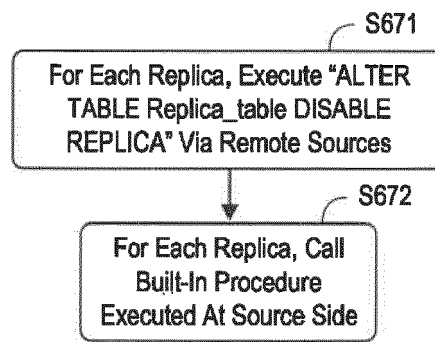 S671
For Each Replica, Execute “ALTER
TABLE Replica_table DISABLE
REPLICA” Via Remote Sources
S672
For Each Replica, Call
Built-In Procedure
Executed At Source Side